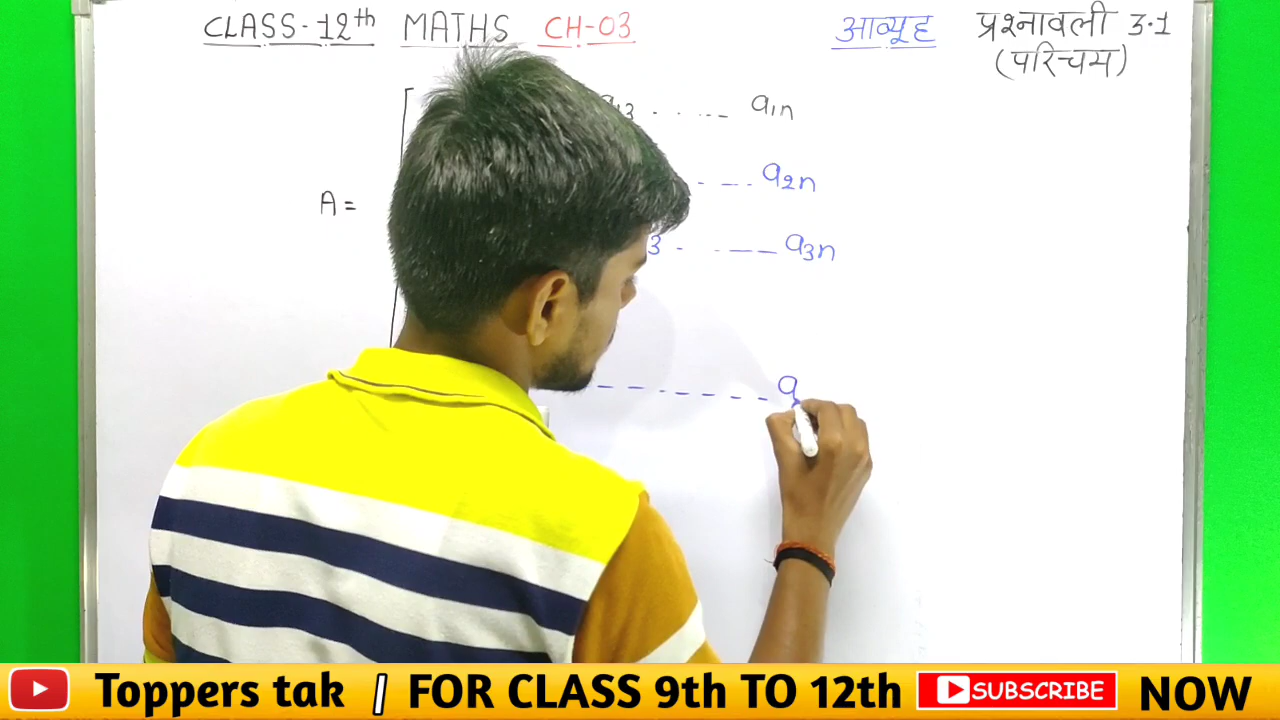 CLASS-12th MATHS CH-03 आव्यूह प्रश्नावली 3.1
(परिचय)
a13 ..... a1n
---. a2n
A =
3 - .. -- a3n
------- a
Toppers tak | FOR CLASS 9th TO 12th SUBSCRIBE NOW